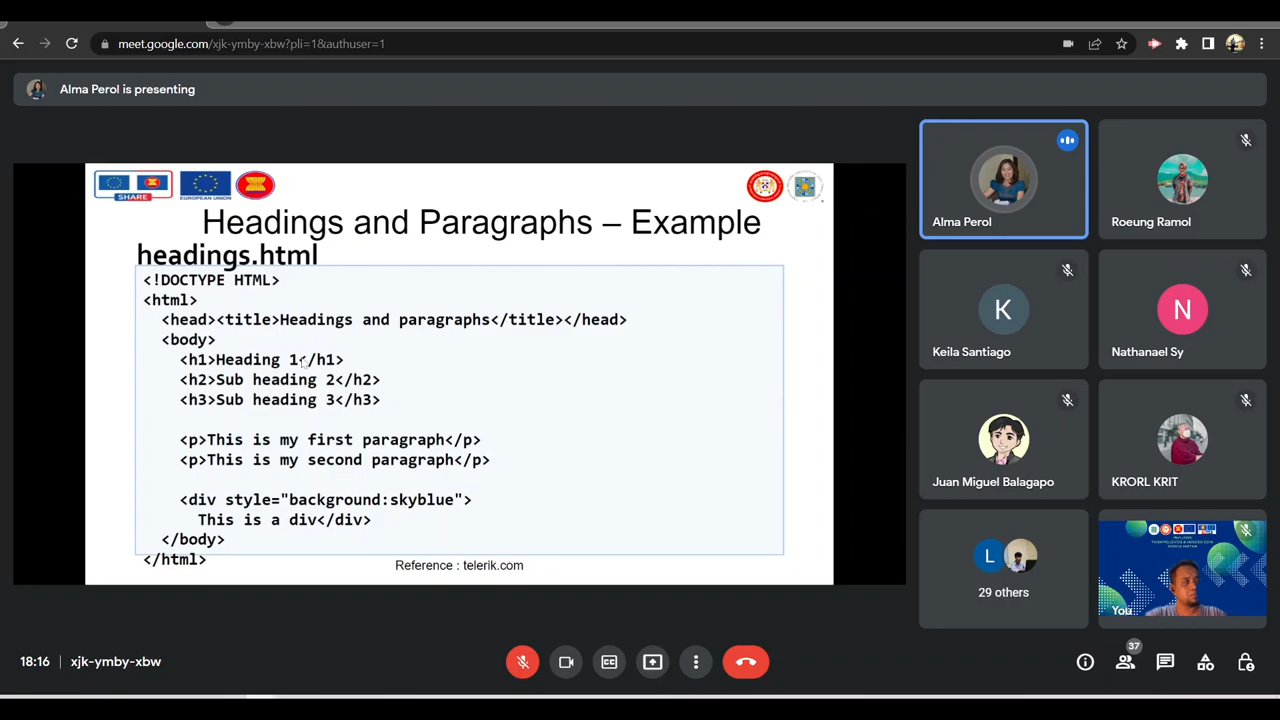 meet.google.com/xjk-ymby-xbw?pli=1&authuser=1
Alma Perol is presenting
SHARE
EUROPEAN UNION
Headings and Paragraphs – Example
headings.html
<!DOCTYPE HTML>
<html>
<head><title>Headings and paragraphs</title></head>
<body>
<h1>Heading 1</h1>
<h2>Sub heading 2</h2>
<h3>Sub heading 3</h3>
<p>This is my first paragraph</p>
<p>This is my second paragraph</p>
<div style="background:skyblue">
This is a div</div>
</body>
</html>
Reference : telerik.com
Alma Perol
Roeung Ramol
K
Keila Santiago
N
Nathanael Sy
Juan Miguel Balagapo
KRORL KRIT
L
29 others
You
18:16
xjk-ymby-xbw
37